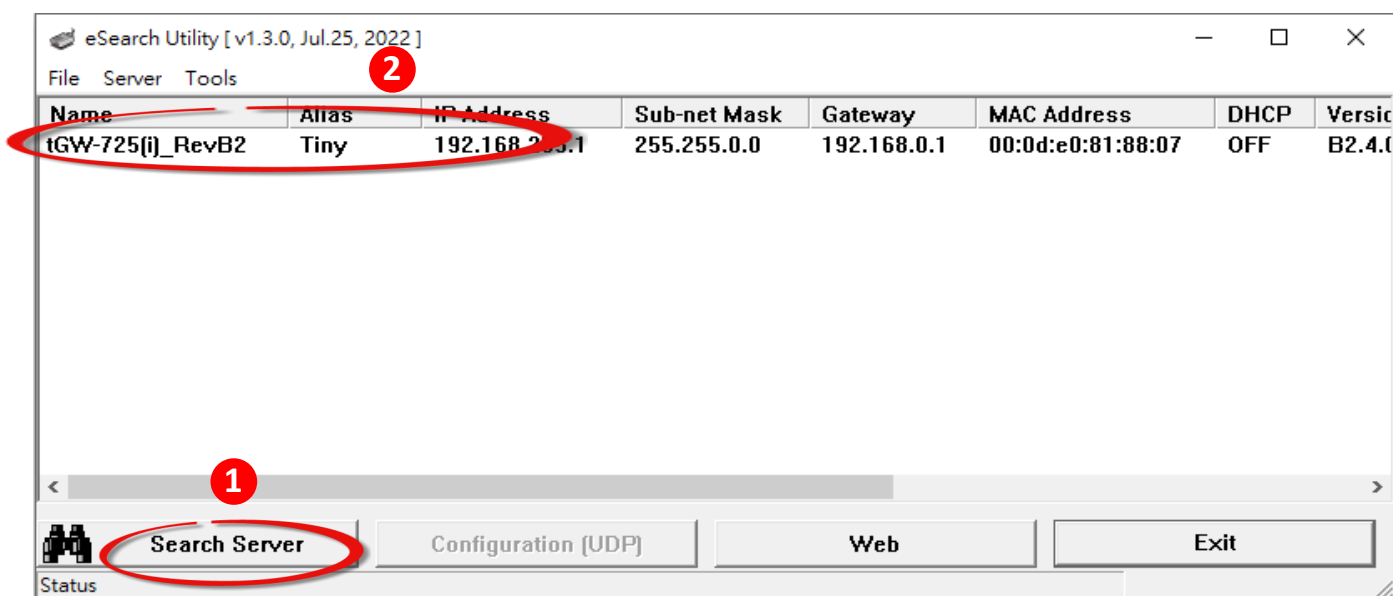 eSearch Utility [ v1.3.0, Jul.25, 2022 ]
File Server Tools
2
Name Alias IP Address Sub-net Mask Gateway MAC Address DHCP
tGW-725(i)_RevB2 Tiny 255.255.0.0 192.168.0.1 00:0d:e0:81:88:07 OFF
1
Search Server Configuration (UDP) Web Exit
Status